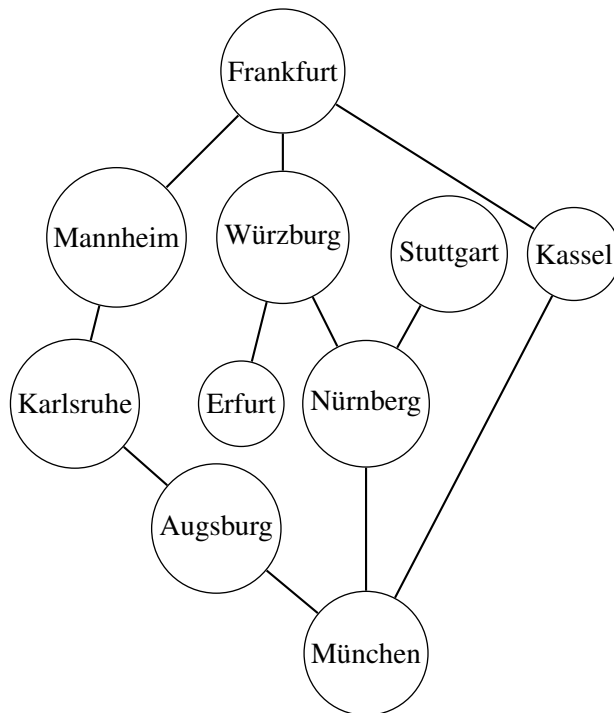 Frankfurt
Mannheim
Würzburg
Stuttgart
Kassel
Karlsruhe
Erfurt
Nürnberg
Augsburg
München